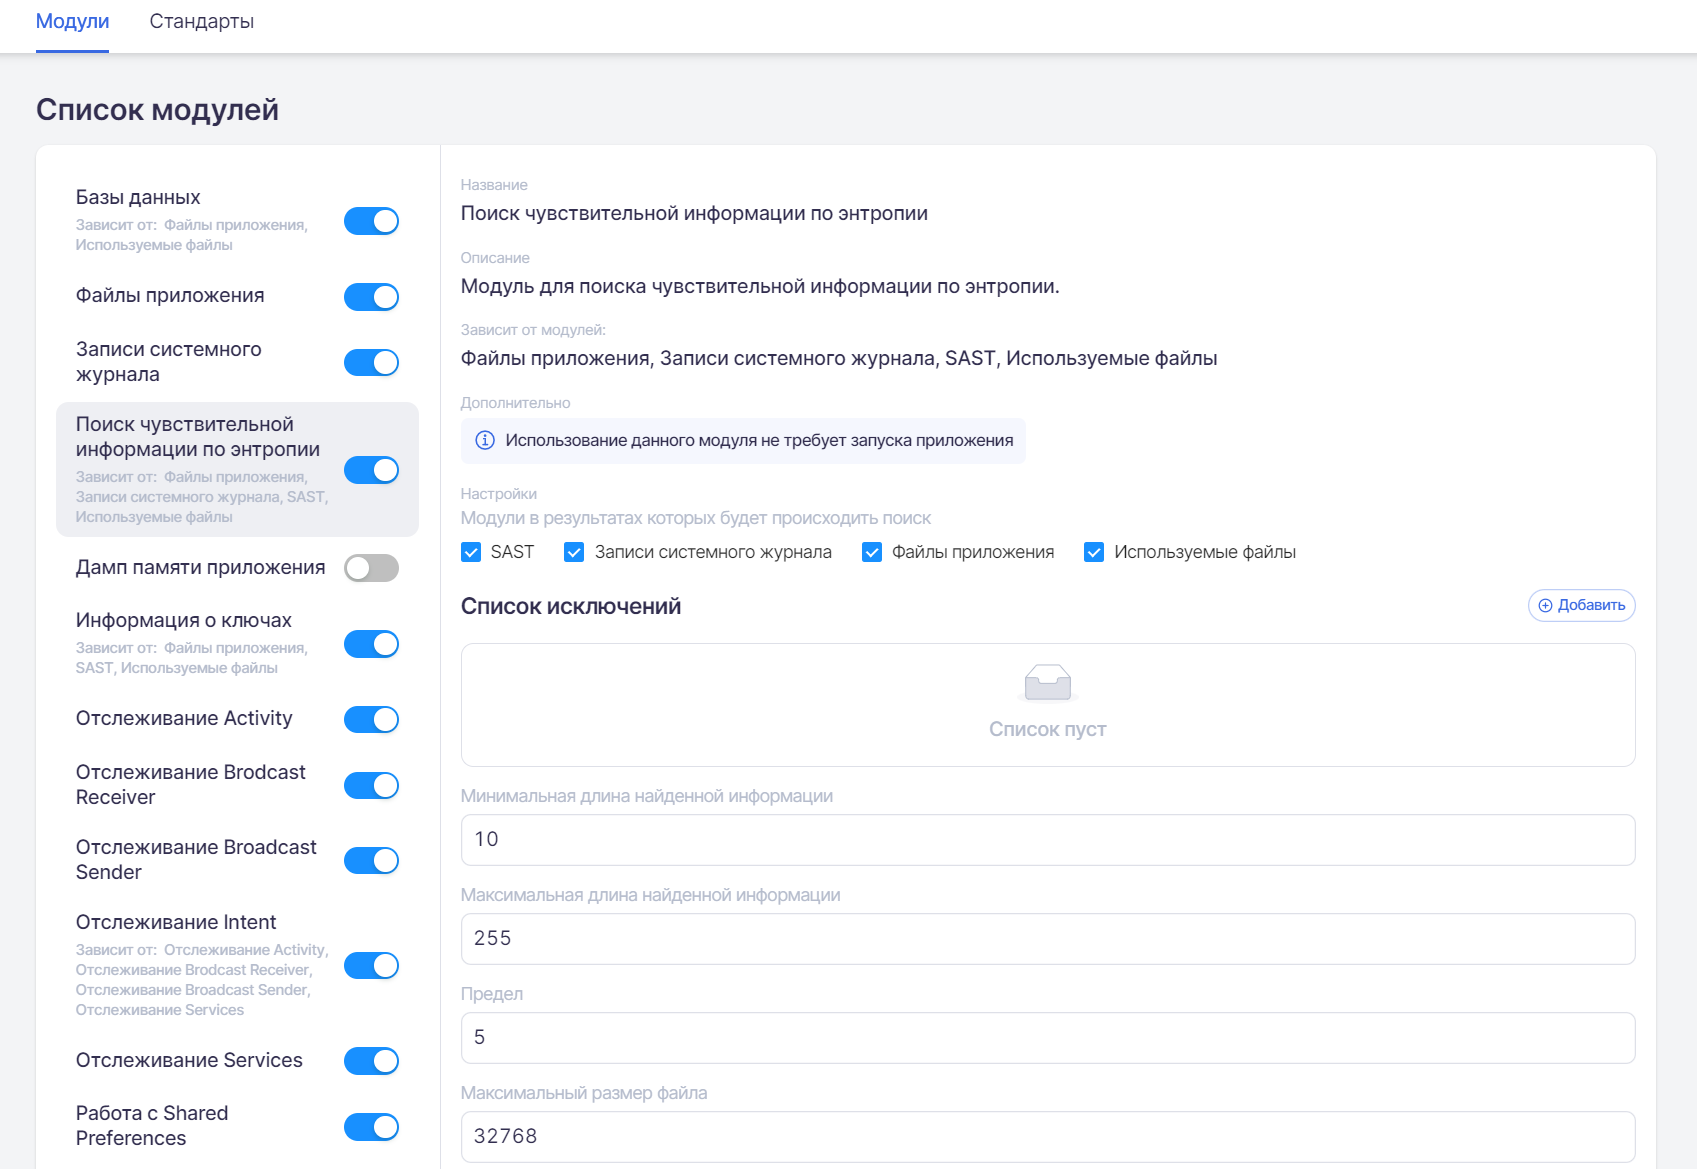 Модули
Стандарты
Список модулей
Базы данных
Зависит от: Файлы приложения,
Используемые файлы
Файлы приложения
Записи системного
журнала
Поиск чувствительной
информации по энтропии
Зависит от: Файлы приложения,
Записи системного журнала, SAST,
Используемые файлы
Дамп памяти приложения
Информация о ключах
Зависит от: Файлы приложения,
SAST, Используемые файлы
Отслеживание Activity
Отслеживание Brodcast
Receiver
Отслеживание Broadcast
Sender
Отслеживание Intent
Зависит от: Отслеживание Activity,
Отслеживание Brodcast Receiver,
Отслеживание Broadcast Sender,
Отслеживание Services
Отслеживание Services
Работа с Shared
Preferences
Название
Поиск чувствительной информации по энтропии
Описание
Модуль для поиска чувствительной информации по энтропии.
Зависит от модулей:
Файлы приложения, Записи системного журнала, SAST, Используемые файлы
Дополнительно
Использование данного модуля не требует запуска приложения
Настройки
Модули в результатах которых будет происходить поиск
SAST Записи системного журнала Файлы приложения Используемые файлы
Список исключений
Добавить
Список пуст
Минимальная длина найденной информации
10
Максимальная длина найденной информации
255
Предел
5
Максимальный размер файла
32768